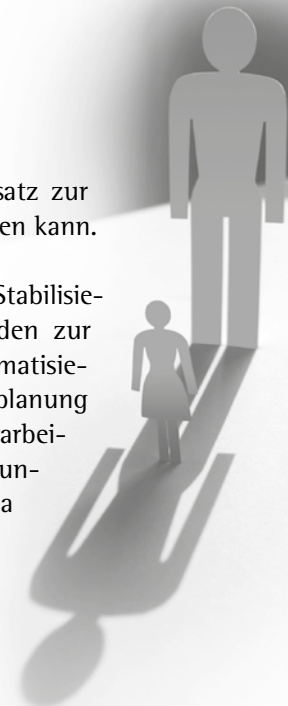 satz zur
en kann.
Stabilisie-
den zur
matisie-
planung
arbei-
un-
a